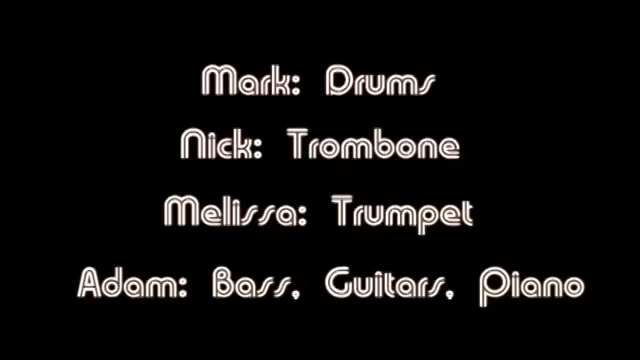 Mark: Drums
Nick: Trombone
Melissa: Trumpet
Adam: Bass, Guitars, Piano